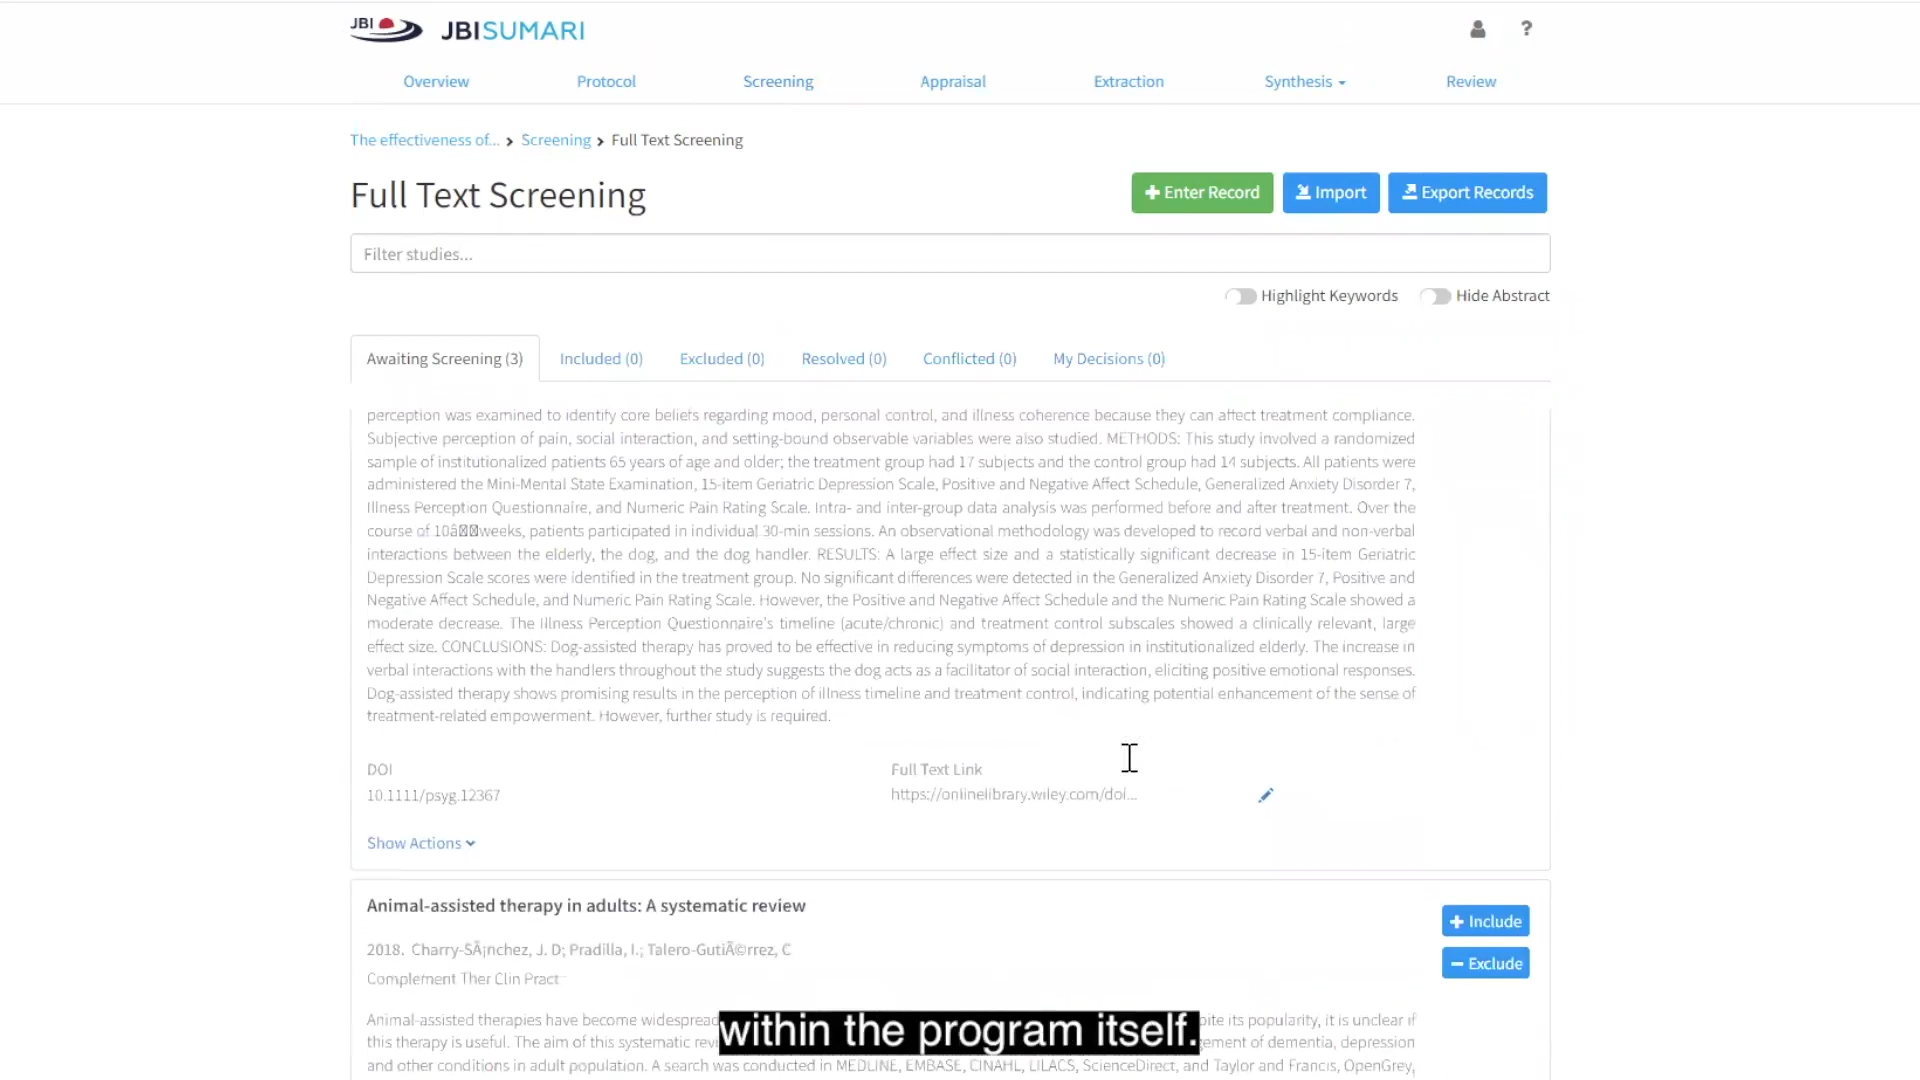 JBI JBISUMARI ?
Overview Protocol Screening Appraisal Extraction Synthesis Review
The effectiveness of... > Screening > Full Text Screening
Full Text Screening
+ Enter Record Import Export Records
Filter studies...
Highlight Keywords Hide Abstract
Awaiting Screening (3) Included (0) Excluded (0) Resolved (0) Conflicted (0) My Decisions (0)
perception was examined to identify core beliefs regarding mood, personal control, and illness coherence because they can affect treatment compliance.
Subjective perception of pain, social interaction, and setting-bound observable variables were also studied. METHODS: This study involved a randomized
sample of institutionalized patients 65 years of age and older; the treatment group had 17 subjects and the control group had 14 subjects. All patients were
administered the Mini-Mental State Examination, 15-item Geriatric Depression Scale, Positive and Negative Affect Schedule, Generalized Anxiety Disorder 7,
Illness Perception Questionnaire, and Numeric Pain Rating Scale. Intra- and inter-group data analysis was performed before and after treatment. Over the
course of 10â weeks, patients participated in individual 30-min sessions. An observational methodology was developed to record verbal and non-verbal
interactions between the elderly, the dog, and the dog handler. RESULTS: A large effect size and a statistically significant decrease in 15-item Geriatric
Depression Scale scores were identified in the treatment group. No significant differences were detected in the Generalized Anxiety Disorder 7, Positive and
Negative Affect Schedule, and Numeric Pain Rating Scale. However, the Positive and Negative Affect Schedule and the Numeric Pain Rating Scale showed a
moderate decrease. The Illness Perception Questionnaire's timeline (acute/chronic) and treatment control subscales showed a clinically relevant, large
effect size. CONCLUSIONS: Dog-assisted therapy has proved to be effective in reducing symptoms of depression in institutionalized elderly. The increase in
verbal interactions with the handlers throughout the study suggests the dog acts as a facilitator of social interaction, eliciting positive emotional responses.
Dog-assisted therapy shows promising results in the perception of illness timeline and treatment control, indicating potential enhancement of the sense of
treatment-related empowerment. However, further study is required.
DOI Full Text Link
10.1111/psyg.12367 https://onlinelibrary.wiley.com/doi...
Show Actions
Animal-assisted therapy in adults: A systematic review
+ Include
2018. Charry-SÃ¡nchez, J. D; Pradilla, I.; Talero-GutiÃ©rrez, C
− Exclude
Complement Ther Clin Pract
Animal-assisted therapies have become widespread pite its popularity, it is unclear if
within the program itself.
this therapy is useful. The aim of this systematic rev gement of dementia, depression
and other conditions in adult population. A search was conducted in MEDLINE, EMBASE, CINAHL, LILACS, ScienceDirect, and Taylor and Francis, OpenGrey,